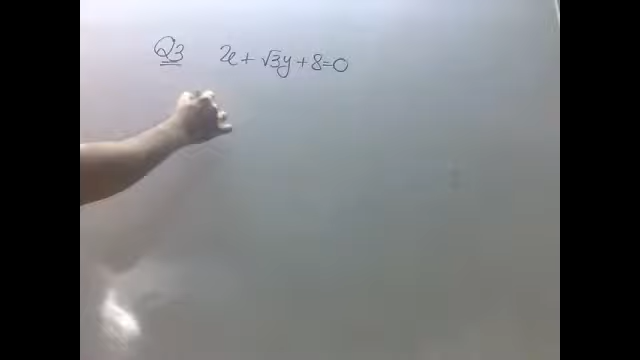 Q3 x + √3y + 8 = 0